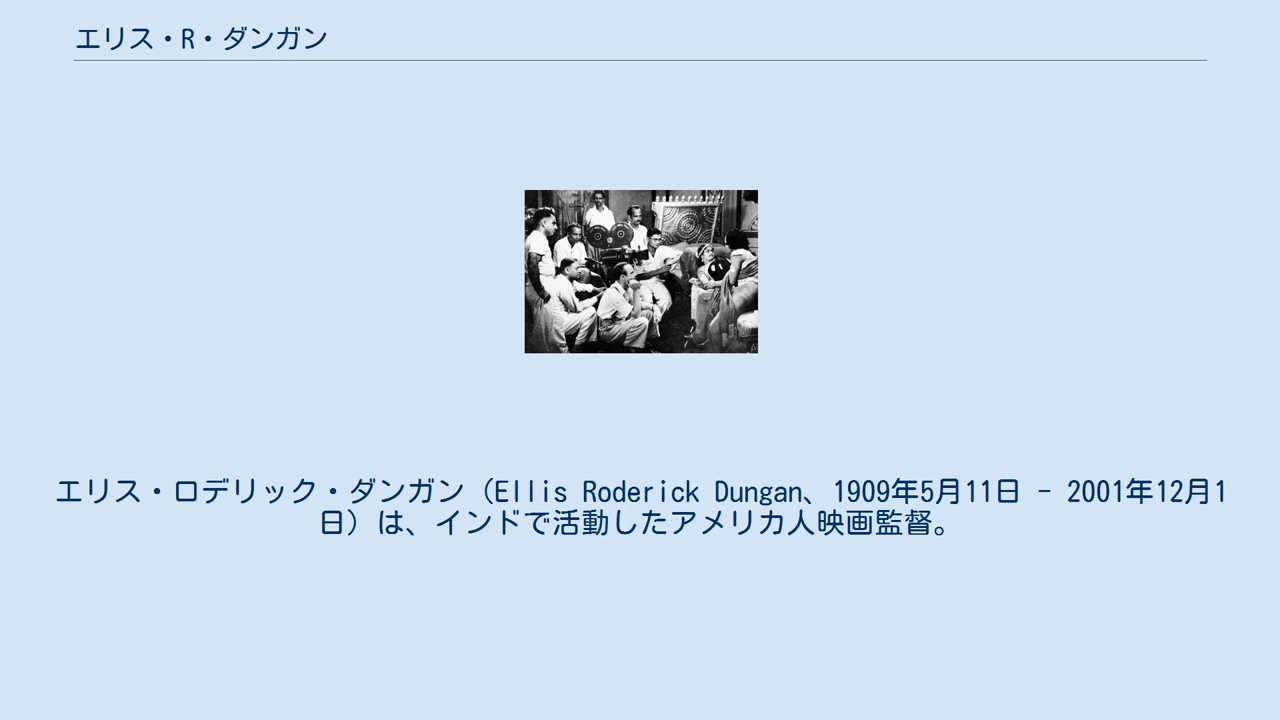 エリス・R・ダンガン
エリス・ロデリック・ダンガン（Ellis Roderick Dungan、1909年5月11日 - 2001年12月1
日）は、インドで活動したアメリカ人映画監督。